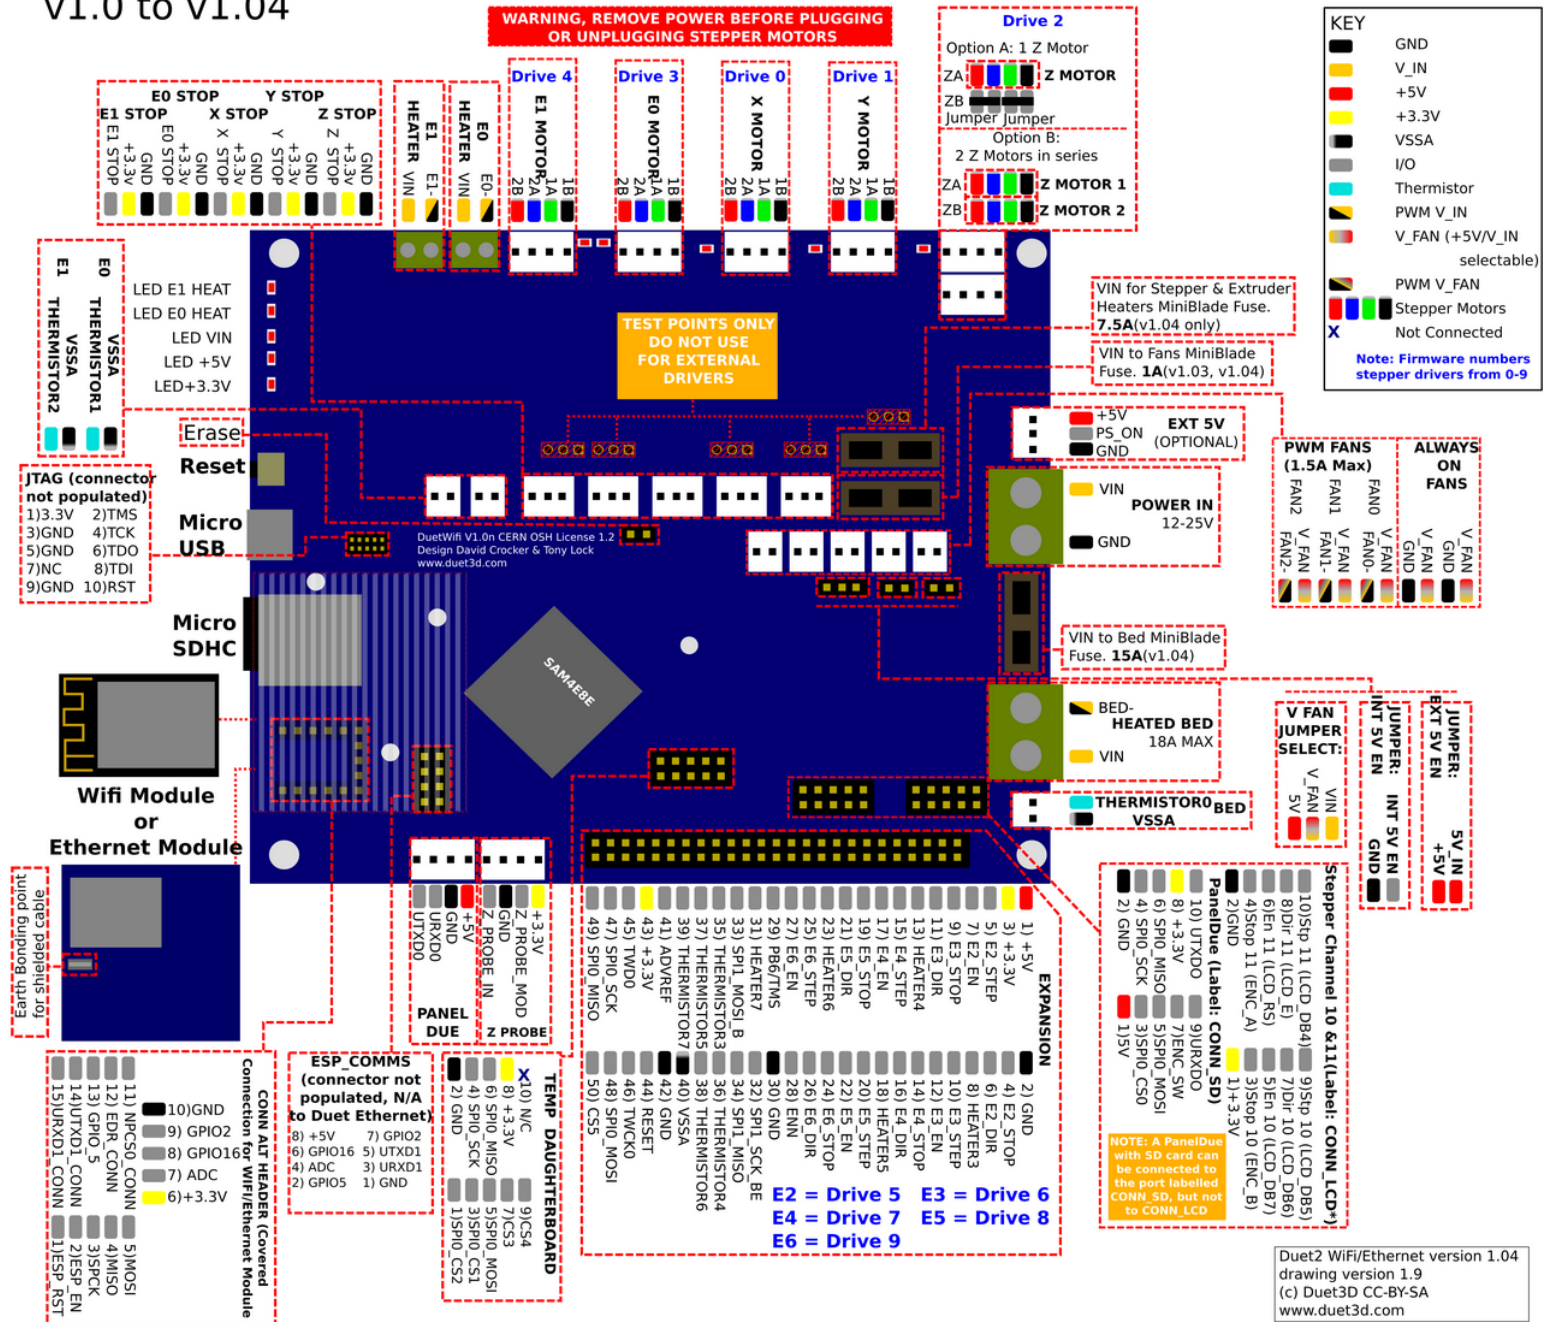 v1.0 to v1.04
WARNING, REMOVE POWER BEFORE PLUGGING
OR UNPLUGGING STEPPER MOTORS
E0 STOP Y STOP
E1 STOP X STOP Z STOP
E1 STOP
+3.3v
GND
E0 STOP
+3.3v
GND
X STOP
+3.3v
GND
Y STOP
+3.3v
GND
Z STOP
+3.3v
GND
E1
HEATER
VIN
E1-
E0
HEATER
VIN
E0-
Drive 4
E1 MOTOR
2B
2A
1A
1B
Drive 3
E0 MOTOR
2B
2A
1A
1B
Drive 0
X MOTOR
2B
2A
1A
1B
Drive 1
Y MOTOR
2B
2A
1A
1B
Drive 2
Option A: 1 Z Motor
ZA Z MOTOR
ZB
Jumper Jumper
Option B:
2 Z Motors in series
ZA Z MOTOR 1
ZB Z MOTOR 2
KEY
GND
V_IN
+5V
+3.3V
VSSA
I/O
Thermistor
PWM V_IN
V_FAN (+5V/V_IN
selectable)
PWM V_FAN
Stepper Motors
X Not Connected
Note: Firmware numbers
stepper drivers from 0-9
E1
E0
THERMISTOR2
VSSA
THERMISTOR1
VSSA
LED E1 HEAT
LED E0 HEAT
LED VIN
LED +5V
LED+3.3V
TEST POINTS ONLY
DO NOT USE
FOR EXTERNAL
DRIVERS
VIN for Stepper & Extruder
Heaters MiniBlade Fuse.
7.5A(v1.04 only)
VIN to Fans MiniBlade
Fuse. 1A(v1.03, v1.04)
+5V
PS_ON
GND
EXT 5V
(OPTIONAL)
VIN
POWER IN
12-25V
GND
PWM FANS
(1.5A Max)
FAN2
FAN1
FAN0
FAN2-
V_FAN
FAN1-
V_FAN
FAN0-
V_FAN
ALWAYS
ON
FANS
GND
V_FAN
GND
V_FAN
Erase
Reset
JTAG (connector
not populated)
1)3.3V 2)TMS
3)GND 4)TCK
5)GND 6)TDO
7)NC 8)TDI
9)GND 10)RST
Micro
USB
DuetWifi V1.0n CERN OSH License 1.2
Design David Crocker & Tony Lock
www.duet3d.com
Micro
SDHC
SAM4E8E
VIN to Bed MiniBlade
Fuse. 15A(v1.04)
BED-
HEATED BED
18A MAX
VIN
THERMISTOR0
VSSA
BED
V FAN
JUMPER
SELECT:
5V
V_FAN
VIN
JUMPER:
INT 5V EN
INT 5V EN
GND
JUMPER:
EXT 5V EN
5V_IN
+5V
Wifi Module
or
Ethernet Module
Earth Bonding point
for shielded cable
UTXD0
URXD0
GND
+5V
PANEL
DUE
Z PROBE_IN
GND
Z PROBE_MOD
+3.3V
Z PROBE
EXPANSION
49) SPI0_MISO
47) SPI0_SCK
45) TWD0
43) +3.3V
41) ADVREF
39) THERMISTOR7
37) THERMISTOR5
35) THERMISTOR3
33) SPI1_MOSI_B
31) HEATER7
29) PB6/TMS
27) E6_EN
25) E6_STEP
23) HEATER6
21) E5_DIR
19) E5_STOP
17) E4_EN
15) E4_STEP
13) HEATER4
11) E3_DIR
9) E3_STOP
7) E2_EN
5) E2_STEP
3) +3.3V
1) +5V
50) CS5
48) SPI0_MOSI
46) TWCK0
44) RESET
42) GND
40) VSSA
38) THERMISTOR6
36) THERMISTOR4
34) SPI1_MISO
32) SPI1_SCK_BE
30) GND
28) ENN
26) E6_DIR
24) E6_STOP
22) E5_EN
20) E5_STEP
18) HEATER5
16) E4_DIR
14) E4_STOP
12) E3_EN
10) E3_STEP
8) HEATER3
6) E2_DIR
4) E2_STOP
2) GND
E2 = Drive 5 E3 = Drive 6
E4 = Drive 7 E5 = Drive 8
E6 = Drive 9
TEMP DAUGHTERBOARD
2) GND
4) SPI0_SCK
6) SPI0_MISO
8) +3.3V
X
10) N/C
1)SPI0_CS2
3)SPI0_CS1
5)SPI0_MOSI
7)CS3
9)CS4
ESP_COMMS
(connector not
populated, N/A
to Duet Ethernet)
8) +5V 7) GPIO2
6) GPIO16 5) UTXD1
4) ADC 3) URXD1
2) GPIO5 1) GND
CONN ALT HEADER (Covered
Connection for WIFI/Ethernet Module
15)URXD1_CONN
14)UTXD1_CONN
13) GPIO_5
12) EDR_CONN
11) NPCS0_CONN
10)GND
9) GPIO2
8) GPIO16
7) ADC
6)+3.3V
1)ESP_RST
2)ESP_EN
3)SPCK
4)MISO
5)MOSI
PanelDue (Label: CONN_SD)
2) GND
4) SPI0_SCK
6) SPI0_MISO
8) +3.3V
10) UTXDO
1)5V
3)SPI0_CS0
5)SPI0_MOSI
7)ENC_SW
9)URXDO
Stepper Channel 10 &11(Label: CONN_LCD*)
2)GND
4)Stop 11 (ENC_A)
6)En 11 (LCD_RS)
8)Dir 11 (LCD_E)
10)Stp 11 (LCD_DB4)
1)+3.3V
3)Stop 10 (ENC_B)
5)En 10 (LCD_DB7)
7)Dir 10 (LCD_DB6)
9)Stp 10 (LCD_DB5)
NOTE: A PanelDue
with SD card can
be connected to
the port labelled
CONN_SD, but not
to CONN_LCD
Duet2 WiFi/Ethernet version 1.04
drawing version 1.9
(c) Duet3D CC-BY-SA
www.duet3d.com